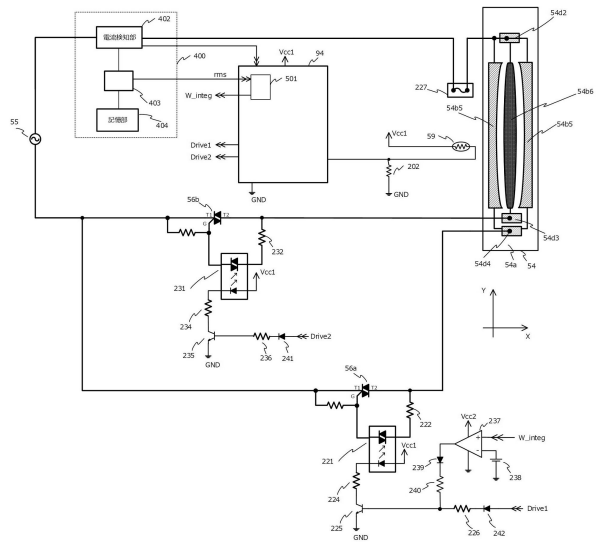 402
電流検知部
400
403
記憶部
404
55
rms
W_integ
501
Vcc1
94
Drive1
Drive2
GND
227
54d2
54b5
54b6
54b5
Vcc1
59
202
GND
54d3
54d4
54a
54
56b
T1
T2
G
232
231
Vcc1
234
235
GND
236
241
Drive2
Y
X
56a
T1
T2
G
222
221
Vcc1
224
225
GND
Vcc2
237
+
-
W_integ
238
239
240
226
242
Drive1